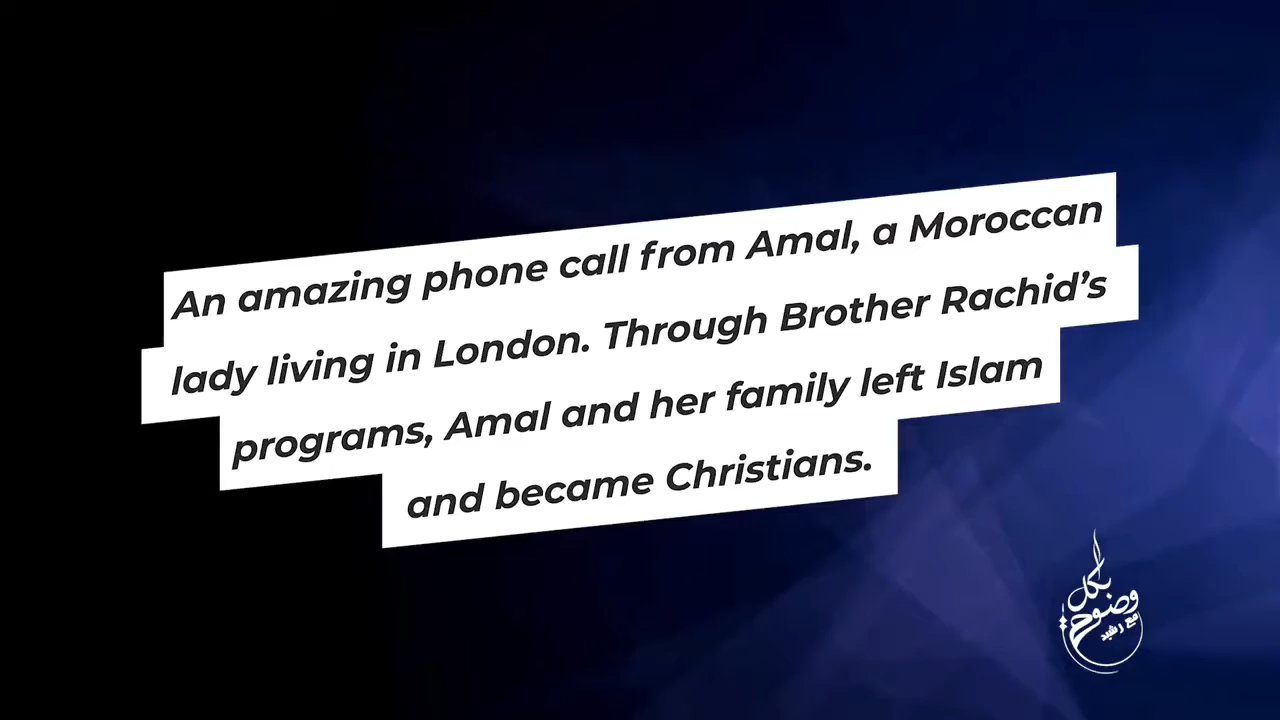 An amazing phone call from Amal, a Moroccan
lady living in London. Through Brother Rachid’s
programs, Amal and her family left Islam
and became Christians.
بكل
وضوح
مع رشيد